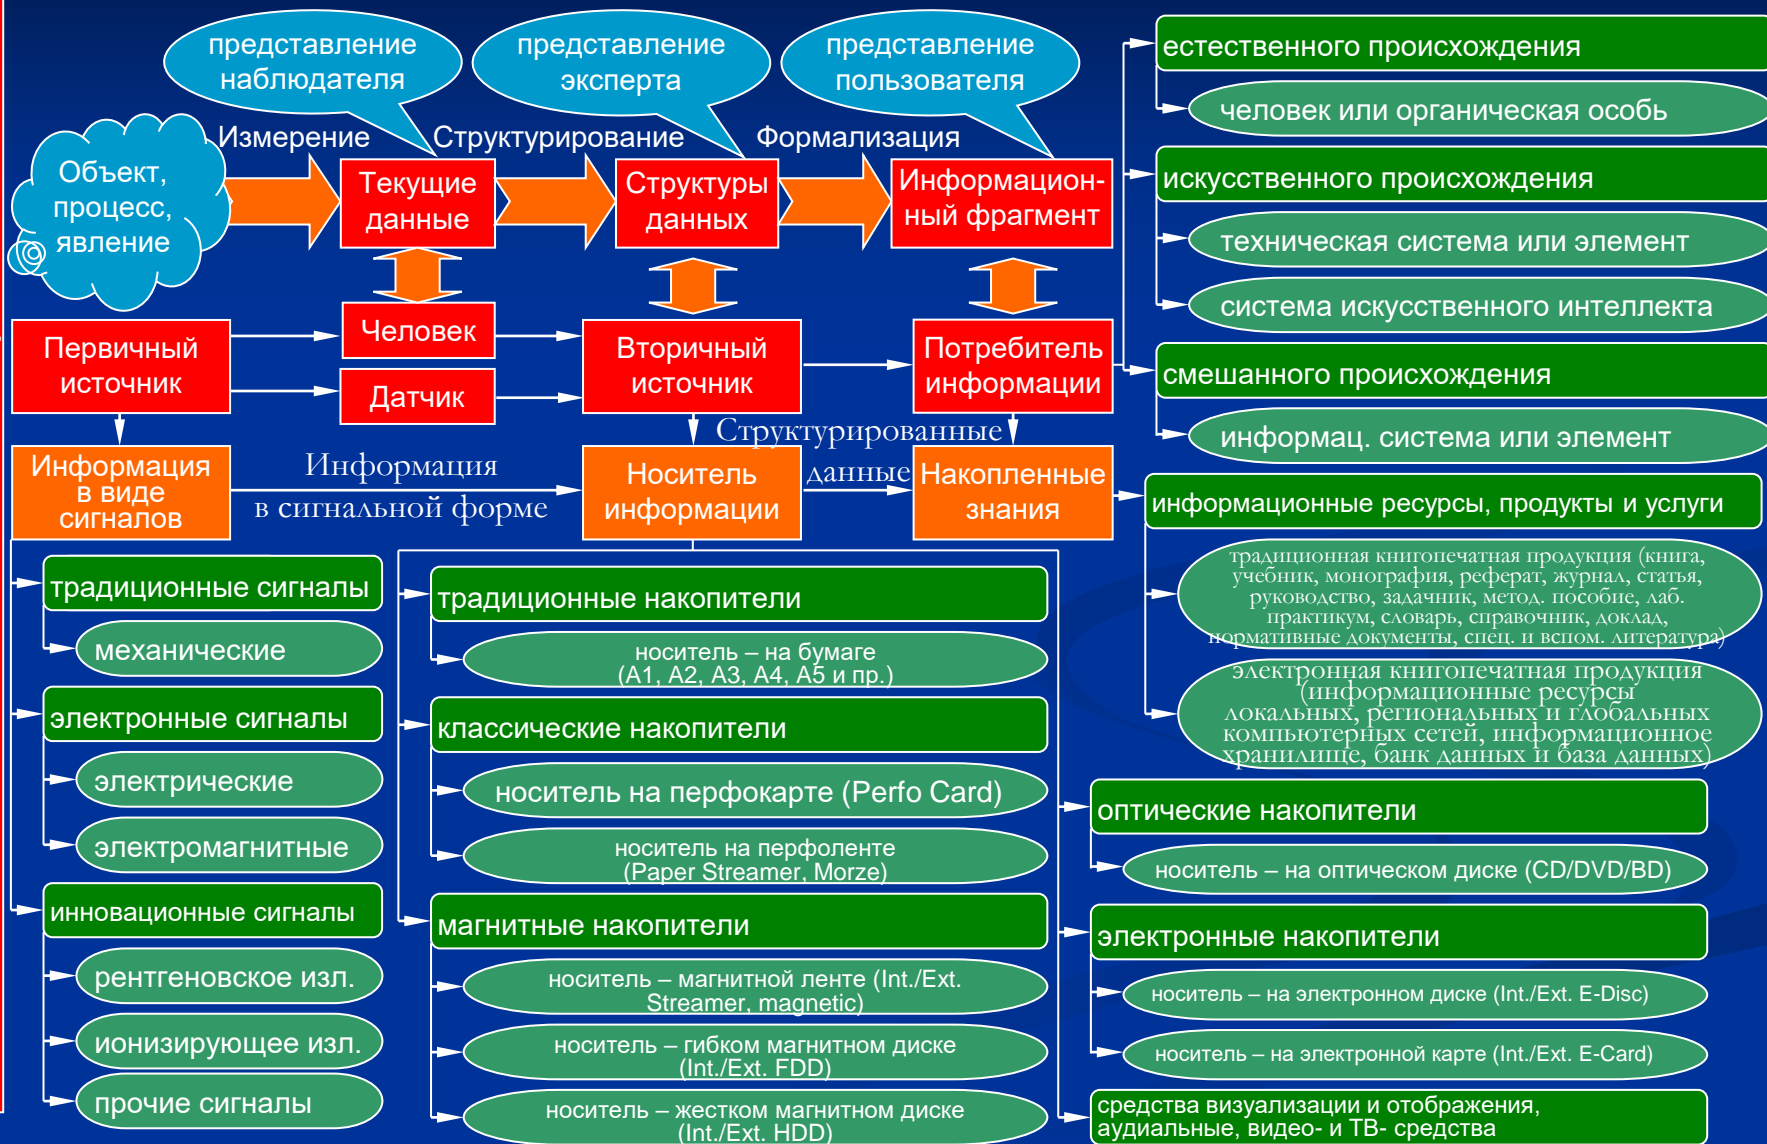 представление
наблюдателя
представление
эксперта
представление
пользователя
Измерение
Структурирование
Формализация
Объект,
процесс,
явление
Текущие
данные
Структуры
данных
Информацион-
ный фрагмент
Первичный
источник
Человек
Датчик
Вторичный
источник
Потребитель
информации
Информация
в виде
сигналов
Информация
в сигнальной форме
Носитель
информации
Структурированные
данные
Накопленные
знания
естественного происхождения
человек или органическая особь
искусственного происхождения
техническая система или элемент
система искусственного интеллекта
смешанного происхождения
информац. система или элемент
информационные ресурсы, продукты и услуги
традиционная книгопечатная продукция (книга,
учебник, монография, реферат, журнал, статья,
руководство, задачник, метод. пособие, лаб.
практикум, словарь, справочник, доклад,
нормативные документы, спец. и вспом. литература)
электронная книгопечатная продукция
(информационные ресурсы
локальных, региональных и глобальных
компьютерных сетей, информационное
хранилище, банк данных и база данных)
традиционные сигналы
механические
электронные сигналы
электрические
электромагнитные
инновационные сигналы
рентгеновское изл.
ионизирующее изл.
прочие сигналы
традиционные накопители
носитель – на бумаге
(А1, А2, А3, А4, А5 и пр.)
классические накопители
носитель на перфокарте (Perfo Card)
носитель на перфоленте
(Paper Streamer, Morze)
магнитные накопители
носитель – магнитной ленте (Int./Ext.
Streamer, magnetic)
носитель – гибком магнитном диске
(Int./Ext. FDD)
носитель – жестком магнитном диске
(Int./Ext. HDD)
оптические накопители
носитель – на оптическом диске (CD/DVD/BD)
электронные накопители
носитель – на электронном диске (Int./Ext. E-Disc)
носитель – на электронной карте (Int./Ext. E-Card)
средства визуализации и отображения,
аудиальные, видео- и ТВ- средства